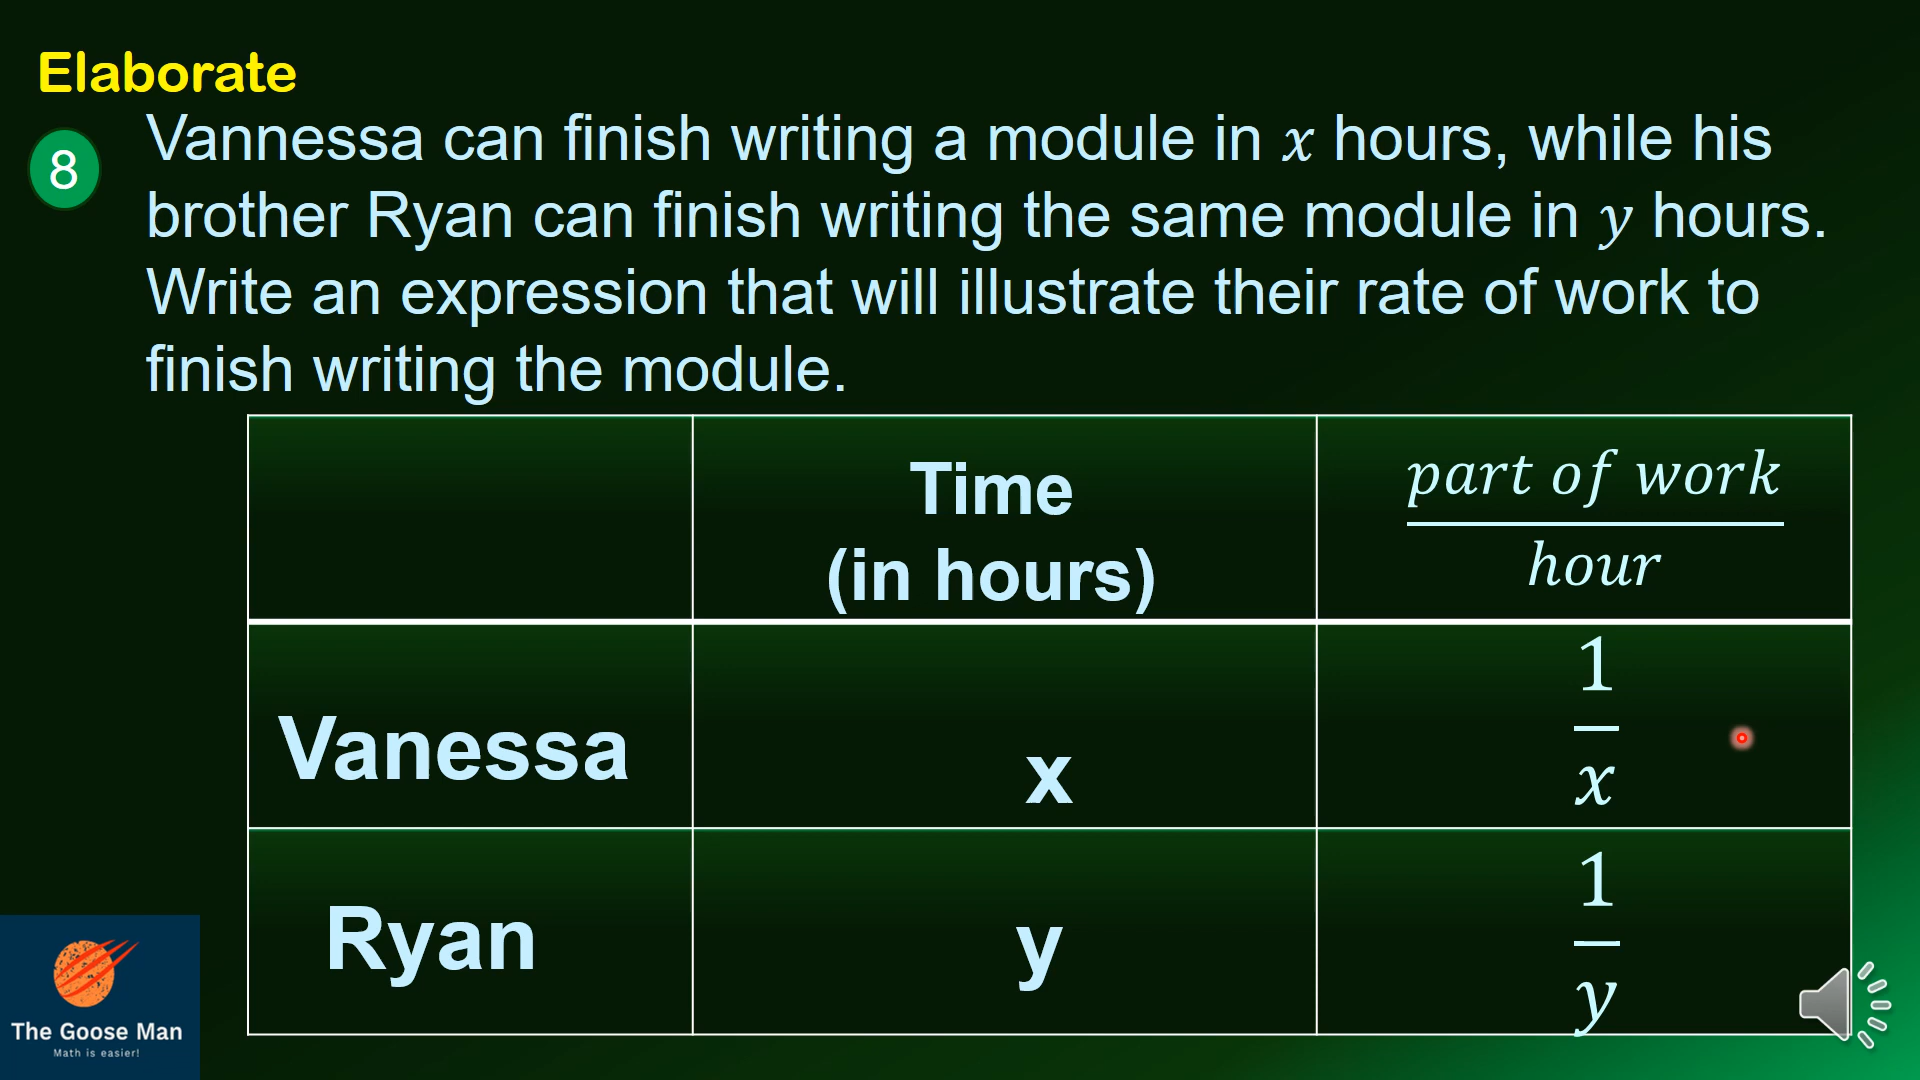 Elaborate
8
Vannessa can finish writing a module in x hours, while his
brother Ryan can finish writing the same module in y hours.
Write an expression that will illustrate their rate of work to
finish writing the module.
Time
(in hours)
part of work
hour
Vanessa
x
1
x
Ryan
y
1
y
The Goose Man
Math is easier!